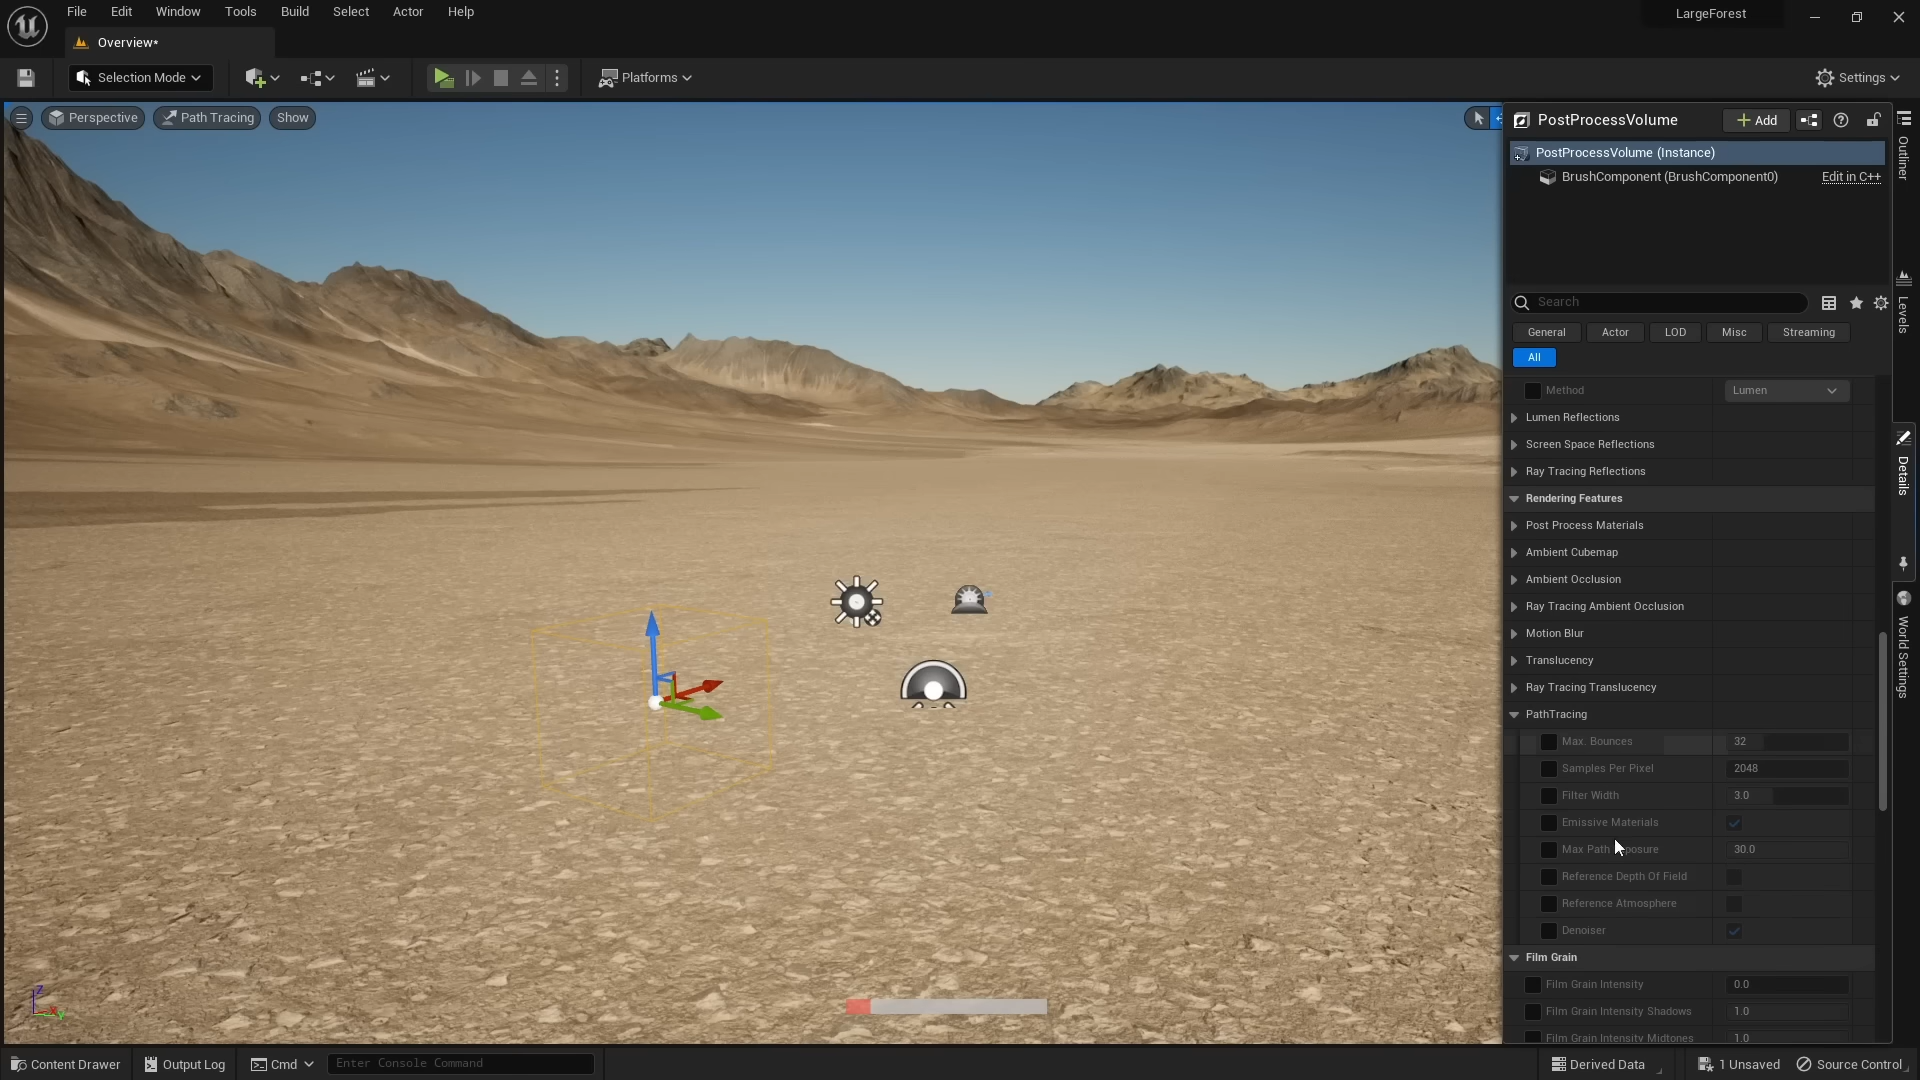 File Edit Window Tools Build Select Actor Help
LargeForest
Overview*
Selection Mode
Platforms
Settings
Perspective
Path Tracing
Show
PostProcessVolume
Add
PostProcessVolume (Instance)
BrushComponent (BrushComponent0)
Edit in C++
Search
General Actor LOD Misc Streaming
All
Method Lumen
Lumen Reflections
Screen Space Reflections
Ray Tracing Reflections
Rendering Features
Post Process Materials
Ambient Cubemap
Ambient Occlusion
Ray Tracing Ambient Occlusion
Motion Blur
Translucency
Ray Tracing Translucency
PathTracing
Max. Bounces 32
Samples Per Pixel 2048
Filter Width 3.0
Emissive Materials
Max Path posure 30.0
Reference Depth Of Field
Reference Atmosphere
Denoiser
Film Grain
Film Grain Intensity 0.0
Film Grain Intensity Shadows 1.0
Film Grain Intensity Midtones 1.0
Outliner
Levels
Details
World Settings
Z
X
Y
Content Drawer
Output Log
Cmd
Enter Console Command
Derived Data
1 Unsaved
Source Control